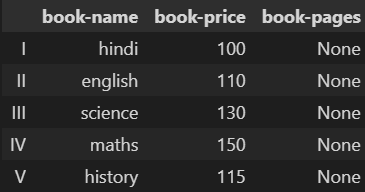 book-name book-price book-pages
I hindi 100 None
II english 110 None
III science 130 None
IV maths 150 None
V history 115 None